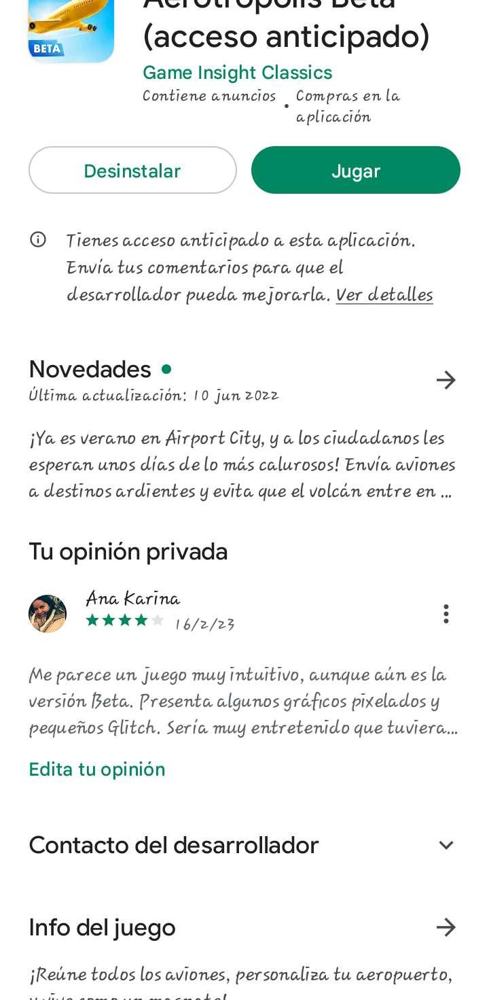 Aerotrópolis Beta
(acceso anticipado)
BETA
Game Insight Classics
Contiene anuncios • Compras en la
aplicación
Desinstalar
Jugar
Tienes acceso anticipado a esta aplicación.
Envía tus comentarios para que el
desarrollador pueda mejorarla. Ver detalles
Novedades
Última actualización: 10 jun 2022
¡Ya es verano en Airport City, y a los ciudadanos les
esperan unos días de lo más calurosos! Envía aviones
a destinos ardientes y evita que el volcán entre en ...
Tu opinión privada
Ana Karina
16/2/23
Me parece un juego muy intuitivo, aunque aún es la
versión Beta. Presenta algunos gráficos pixelados y
pequeños Glitch. Sería muy entretenido que tuviera...
Edita tu opinión
Contacto del desarrollador
Info del juego
¡Reúne todos los aviones, personaliza tu aeropuerto,